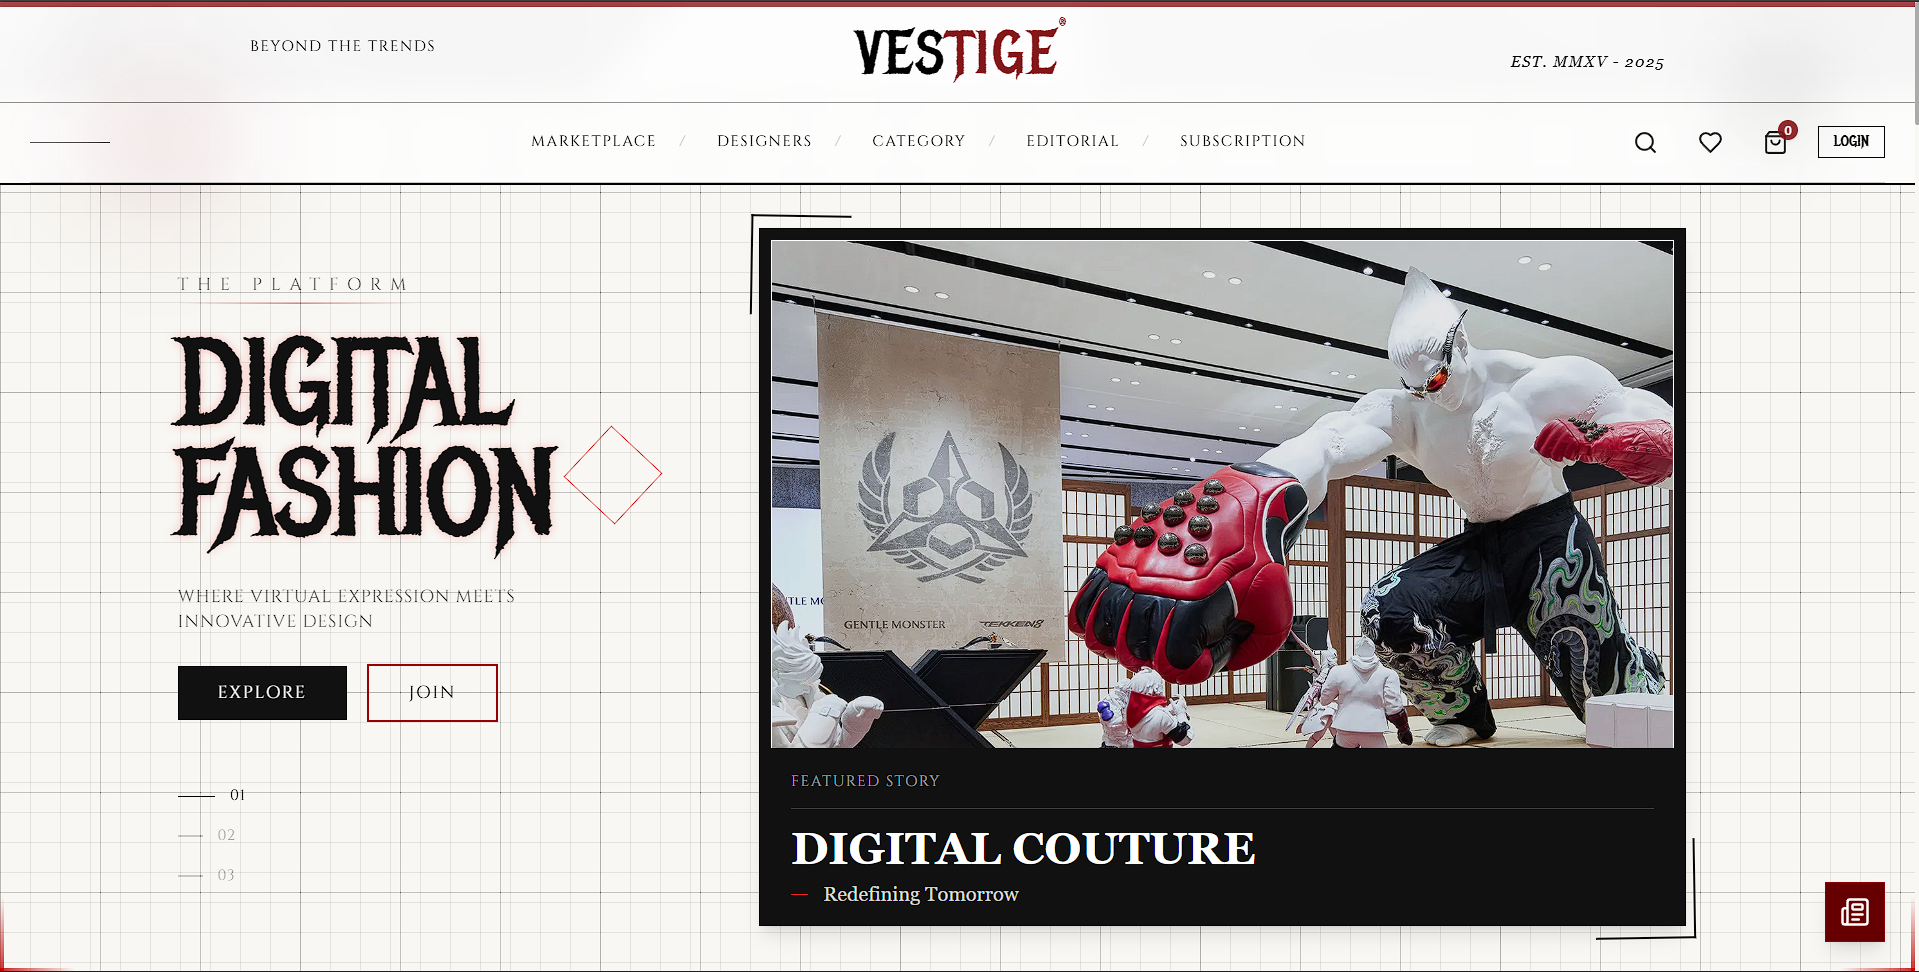 BEYOND THE TRENDS
VESTIGE®
EST. MMXV - 2025
MARKETPLACE / DESIGNERS / CATEGORY / EDITORIAL / SUBSCRIPTION
0
LOGIN
THE PLATFORM
DIGITAL
FASHION
WHERE VIRTUAL EXPRESSION MEETS
INNOVATIVE DESIGN
EXPLORE
JOIN
01
02
03
TLE MO
GENTLE MONSTER
TEKKEN8
FEATURED STORY
DIGITAL COUTURE
— Redefining Tomorrow